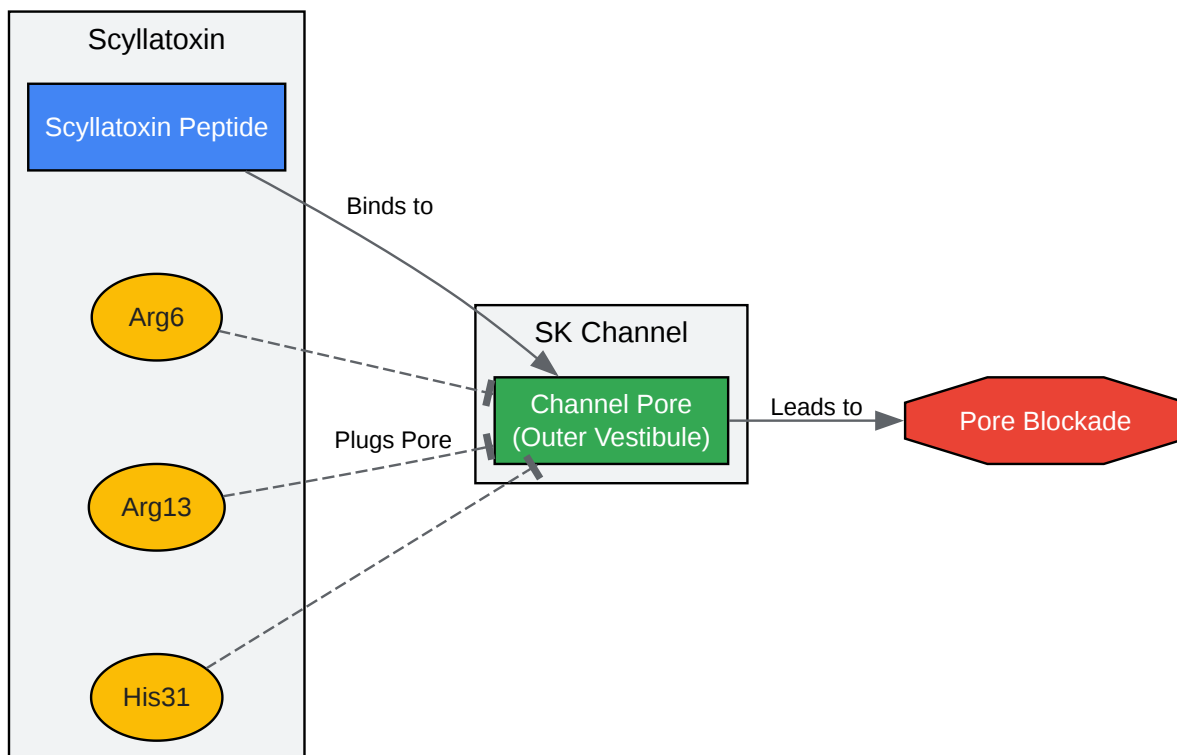 Scyllatoxin
Scyllatoxin Peptide
Binds to
Arg6
SK Channel
Channel Pore
(Outer Vestibule)
Leads to
Pore Blockade
Plugs Pore
Arg13
His31